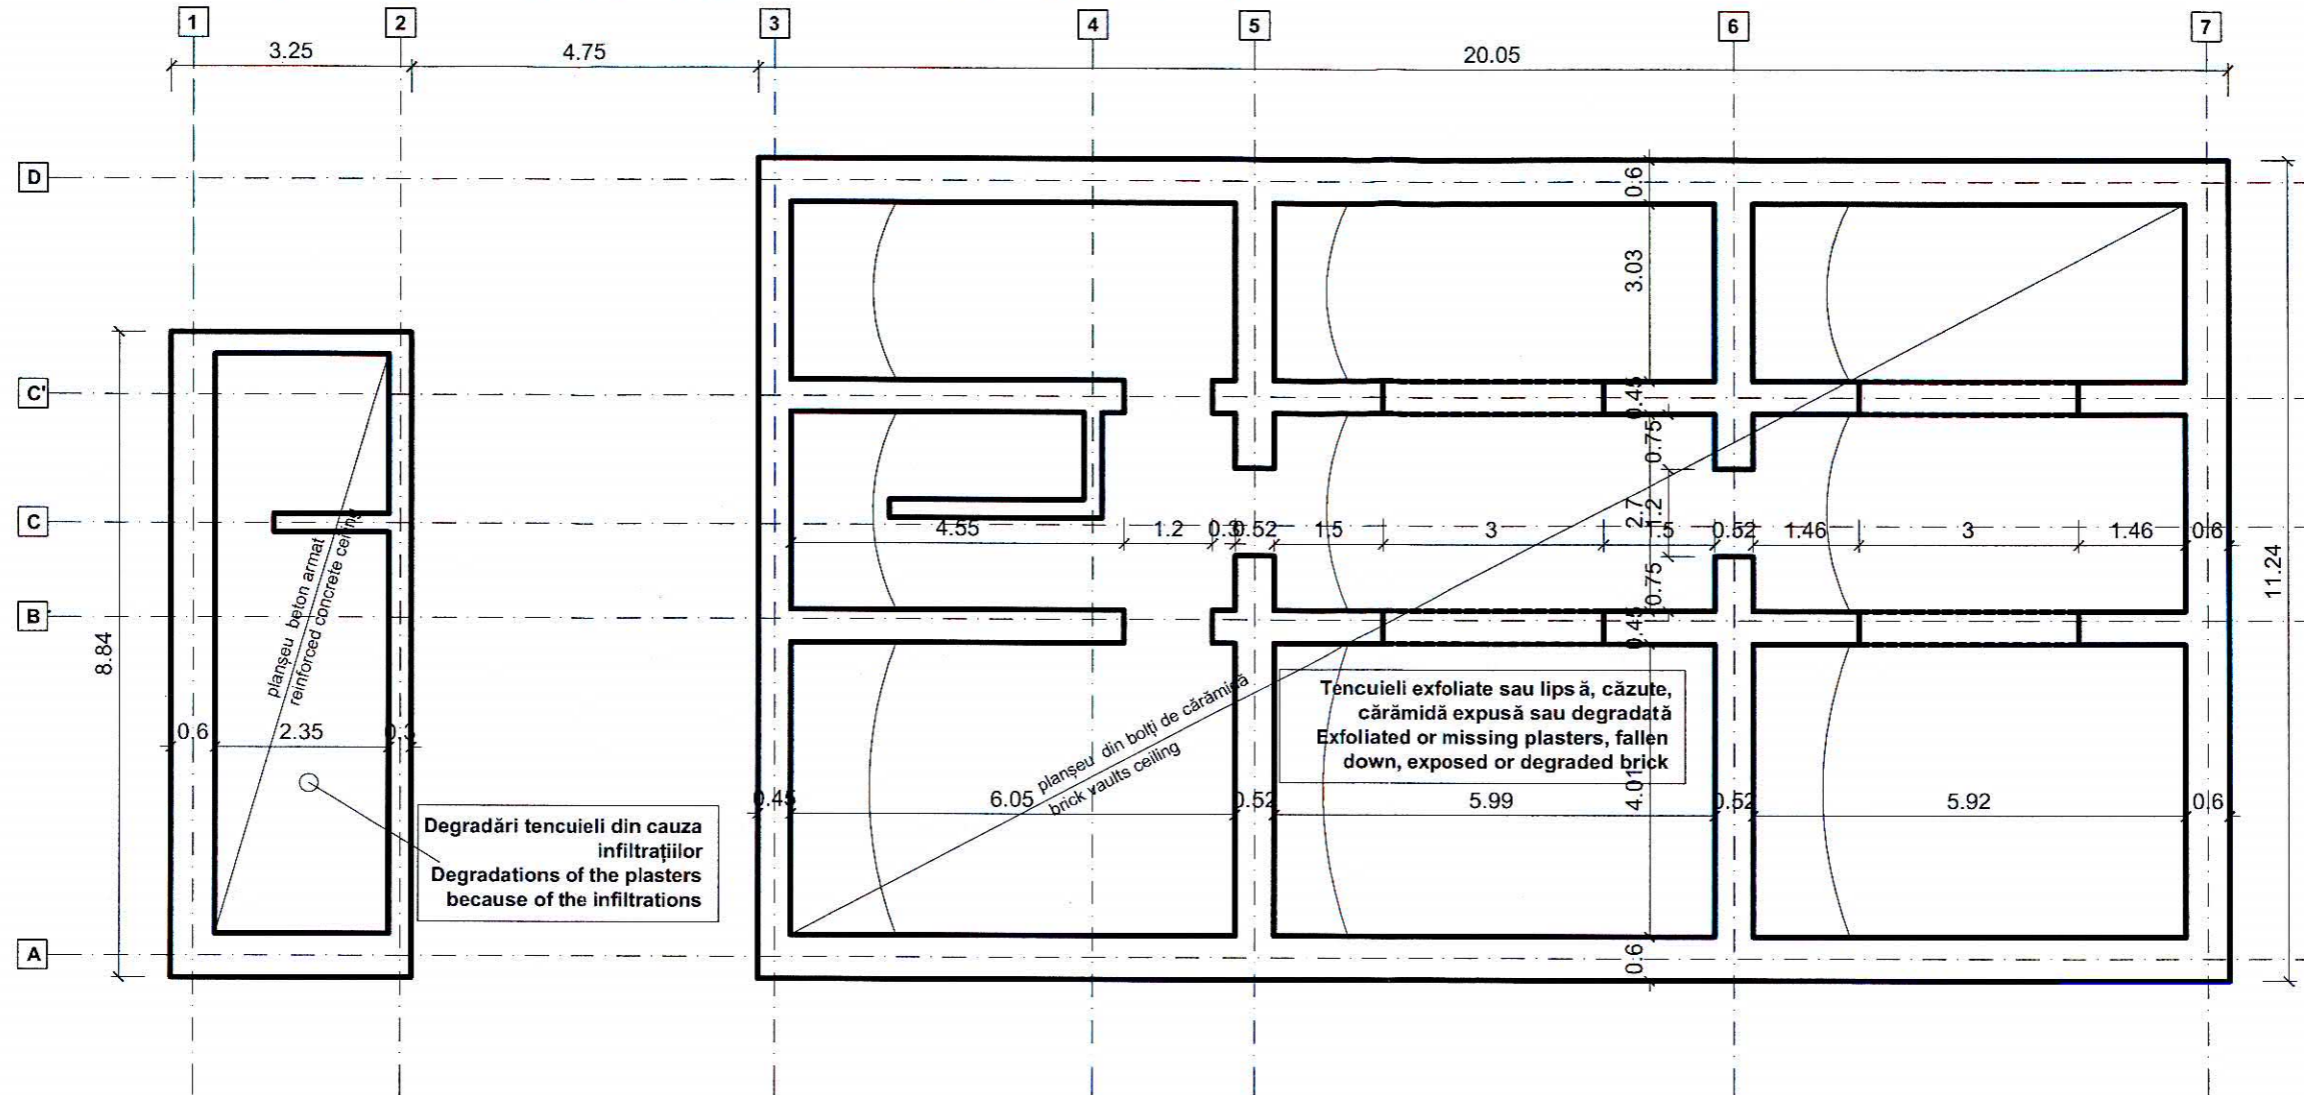 1
2
3
4
5
6
7
3.25
4.75
20.05
D
C'
C
B
A
0.6
3.03
0.45
0.75
2.7
1.2
0.75
0.45
4.01
0.6
11.24
8.84
4.55
1.2
0.3
0.52
1.5
3
1.5
0.52
1.46
3
1.46
0.6
planșeu beton armat
reinforced concrete ceiling
0.6
2.35
0.3
planșeu din bolți de cărămidă
brick vaults ceiling
Tencuieli exfoliate sau lipsă, căzute,
cărămidă expusă sau degradată
Exfoliated or missing plasters, fallen
down, exposed or degraded brick
0.45
6.05
0.52
5.99
0.52
5.92
0.6
Degradări tencuieli din cauza
infiltrațiilor
Degradations of the plasters
because of the infiltrations